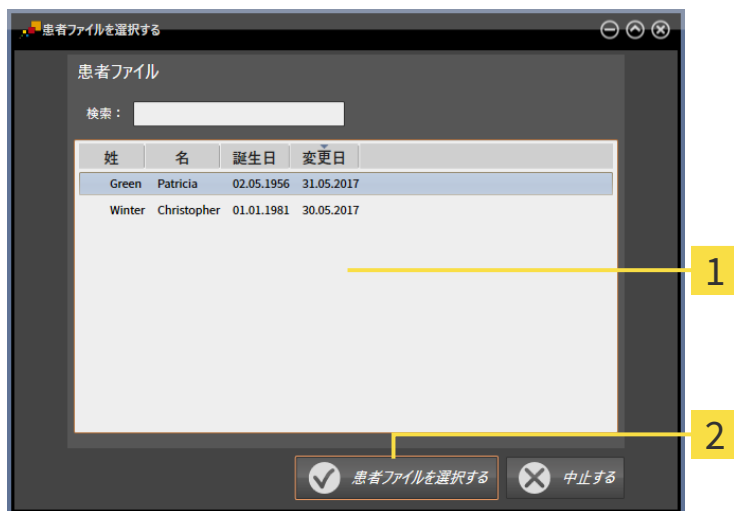 患者ファイルを選択する
患者ファイル
検索：
姓 名 誕生日 変更日
Green Patricia 02.05.1956 31.05.2017
Winter Christopher 01.01.1981 30.05.2017
1
2
患者ファイルを選択する 中止する